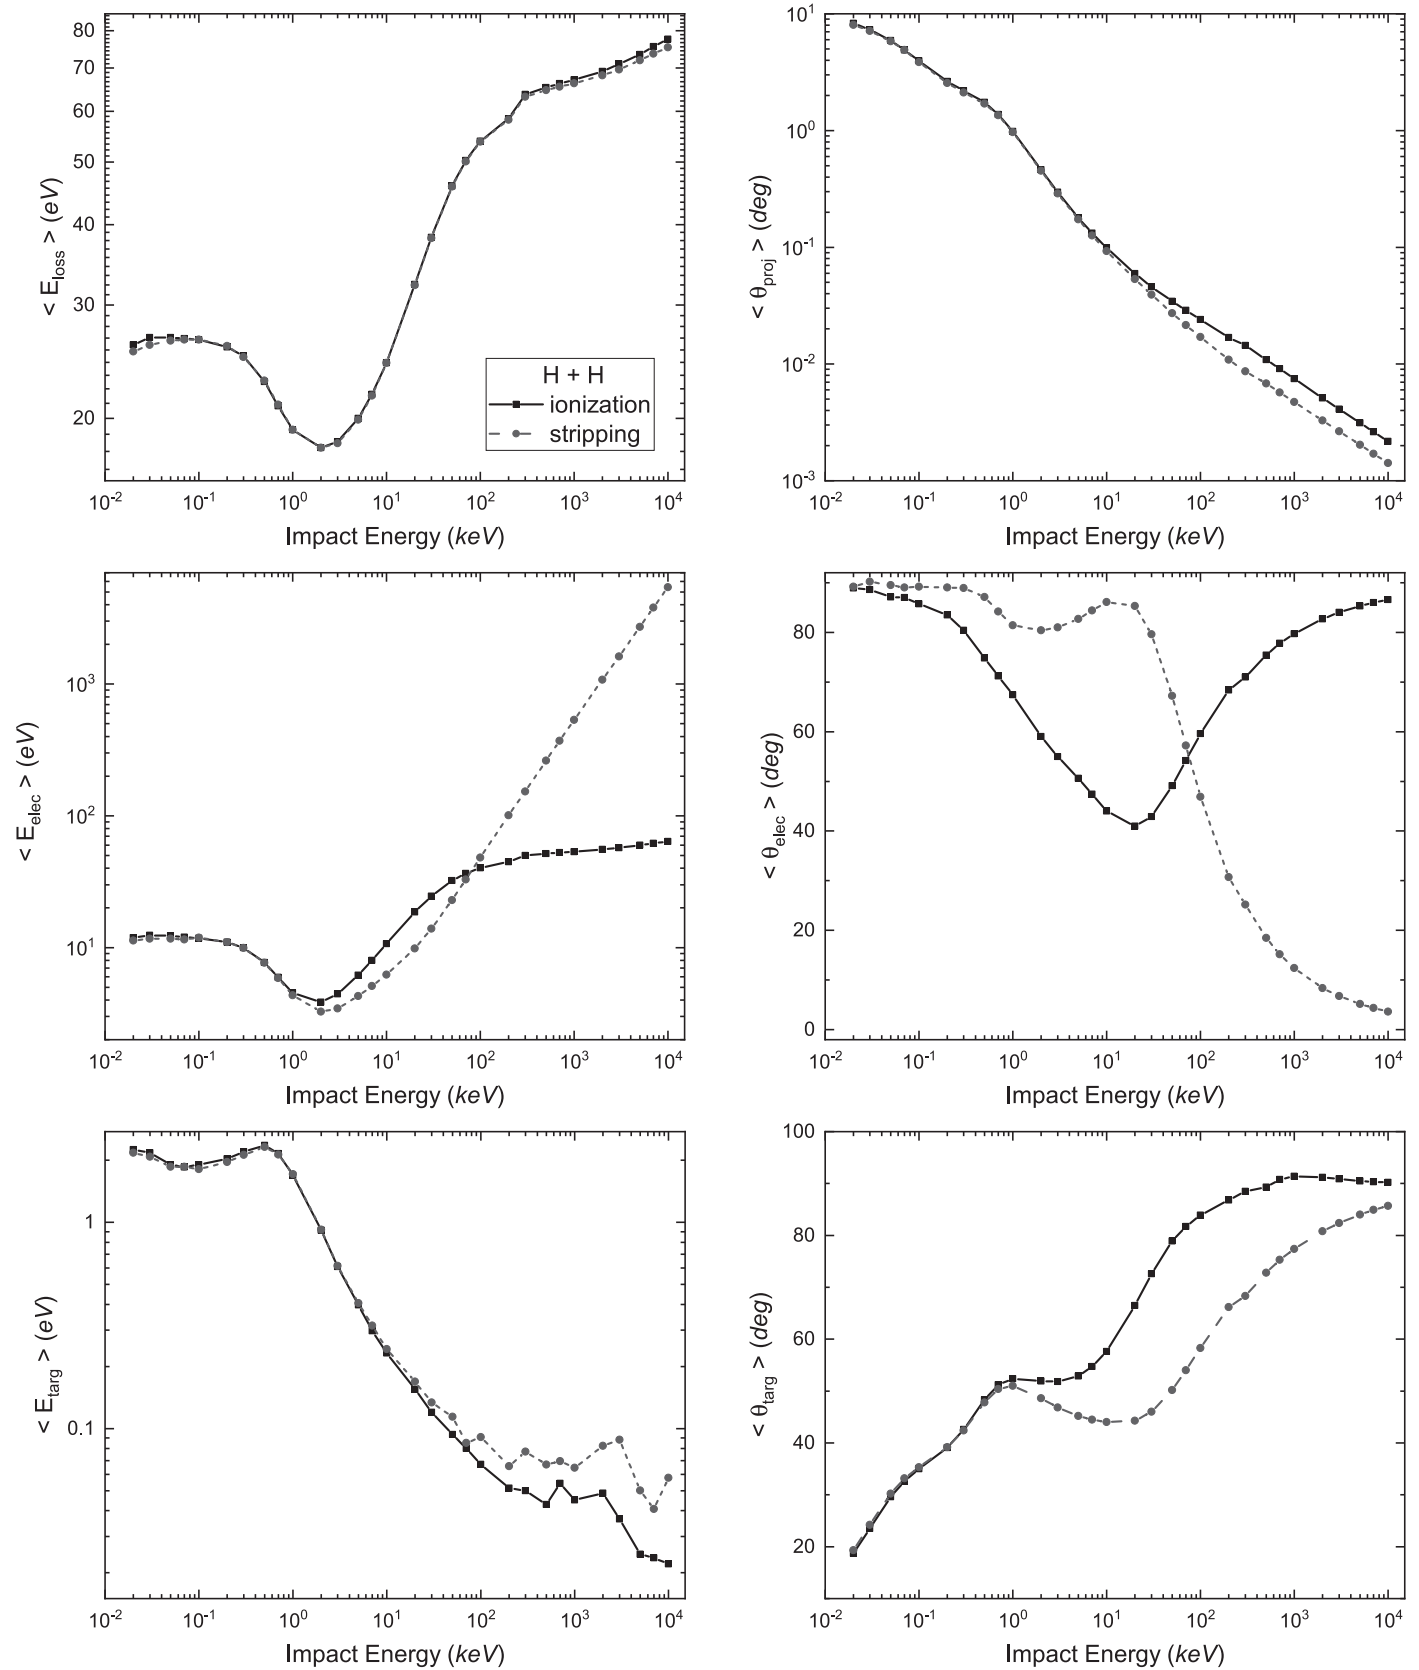 80
70
60
50
40
30
20
< E_loss > (eV)
H + H
ionization
stripping
10^-2 10^-1 10^0 10^1 10^2 10^3 10^4
Impact Energy (keV)
10^1
10^0
10^-1
10^-2
10^-3
< θ_proj > (deg)
10^-2 10^-1 10^0 10^1 10^2 10^3 10^4
Impact Energy (keV)
10^3
10^2
10^1
< E_elec > (eV)
10^-2 10^-1 10^0 10^1 10^2 10^3 10^4
Impact Energy (keV)
80
60
40
20
0
< θ_elec > (deg)
10^-2 10^-1 10^0 10^1 10^2 10^3 10^4
Impact Energy (keV)
1
0.1
< E_targ > (eV)
10^-2 10^-1 10^0 10^1 10^2 10^3 10^4
Impact Energy (keV)
100
80
60
40
20
< θ_targ > (deg)
10^-2 10^-1 10^0 10^1 10^2 10^3 10^4
Impact Energy (keV)